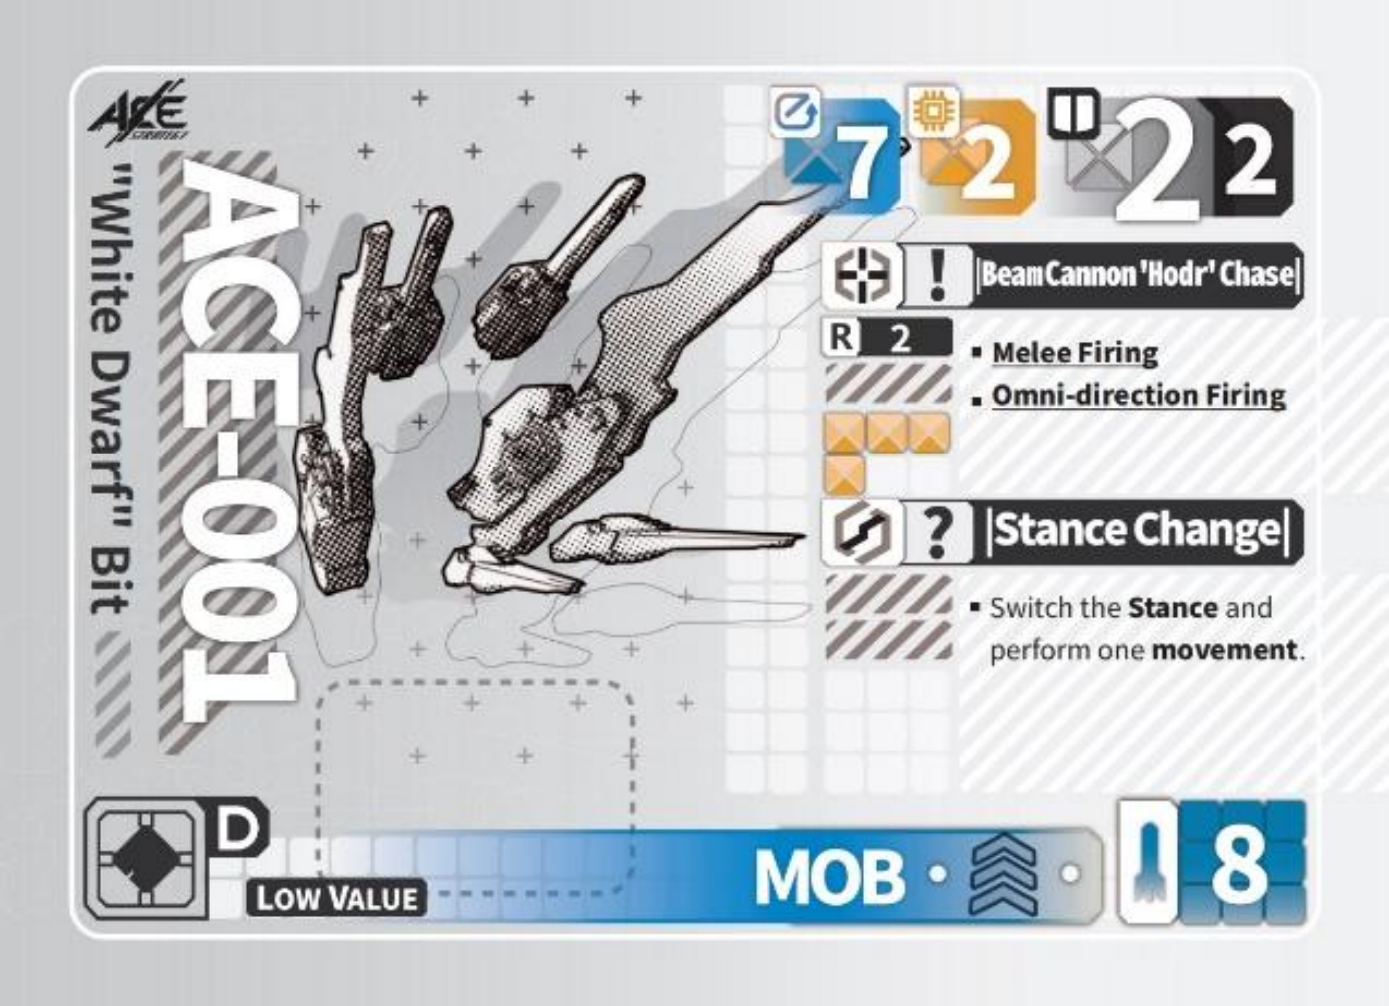 ACE
STRATEGY
"White Dwarf" Bit
ACE-001
7
2
2 2
! |Beam Cannon 'Hodr' Chase|
R 2
▪ Melee Firing
▪ Omni-direction Firing
? |Stance Change|
▪ Switch the Stance and
perform one movement.
D
LOW VALUE
MOB
8